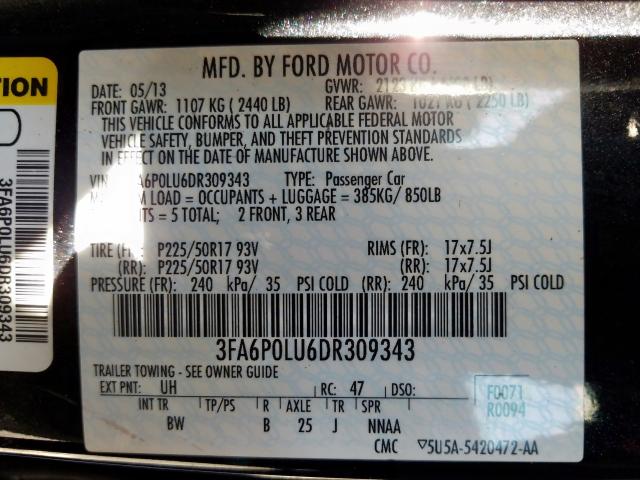 MFD. BY FORD MOTOR CO.
DATE: 05/13 GVWR:
FRONT GAWR: 1107 KG ( 2440 LB) REAR GAWR: 1027 KG ( 2250 LB)
THIS VEHICLE CONFORMS TO ALL APPLICABLE FEDERAL MOTOR
VEHICLE SAFETY, BUMPER, AND THEFT PREVENTION STANDARDS
IN EFFECT ON THE DATE OF MANUFACTURE SHOWN ABOVE.
A6P0LU6DR309343 TYPE: Passenger Car
LOAD = OCCUPANTS + LUGGAGE = 385KG/ 850LB
= 5 TOTAL; 2 FRONT, 3 REAR
TIRE (FR): P225/50R17 93V RIMS (FR): 17x7.5J
(RR): P225/50R17 93V (RR): 17x7.5J
PRESSURE (FR): 240 kPa/ 35 PSI COLD (RR): 240 kPa/ 35 PSI COLD
3FA6P0LU6DR309343
TRAILER TOWING - SEE OWNER GUIDE
EXT PNT: UH RC: 47 DSO:
F0071
R0094
INT TR TP/PS R AXLE TR SPR
BW B 25 J NNAA
CMC ▽5U5A-5420472-AA
TION
3FA6P0LU6DR309343